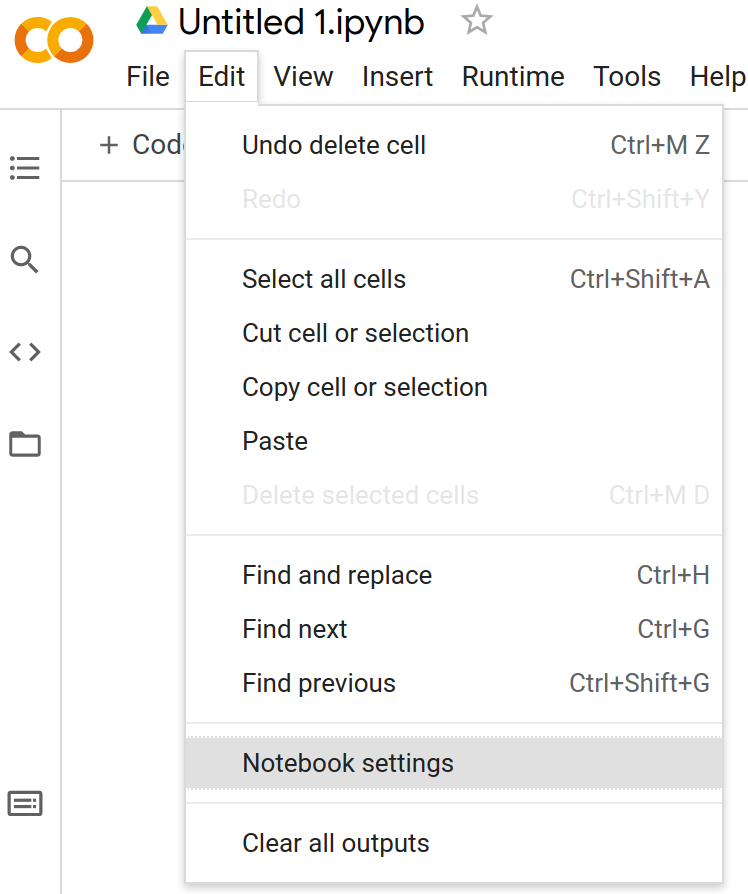 Untitled 1.ipynb
File Edit View Insert Runtime Tools Help
+ Code
Undo delete cell Ctrl+M Z
Redo Ctrl+Shift+Y
Select all cells Ctrl+Shift+A
Cut cell or selection
Copy cell or selection
Paste
Delete selected cells Ctrl+M D
Find and replace Ctrl+H
Find next Ctrl+G
Find previous Ctrl+Shift+G
Notebook settings
Clear all outputs